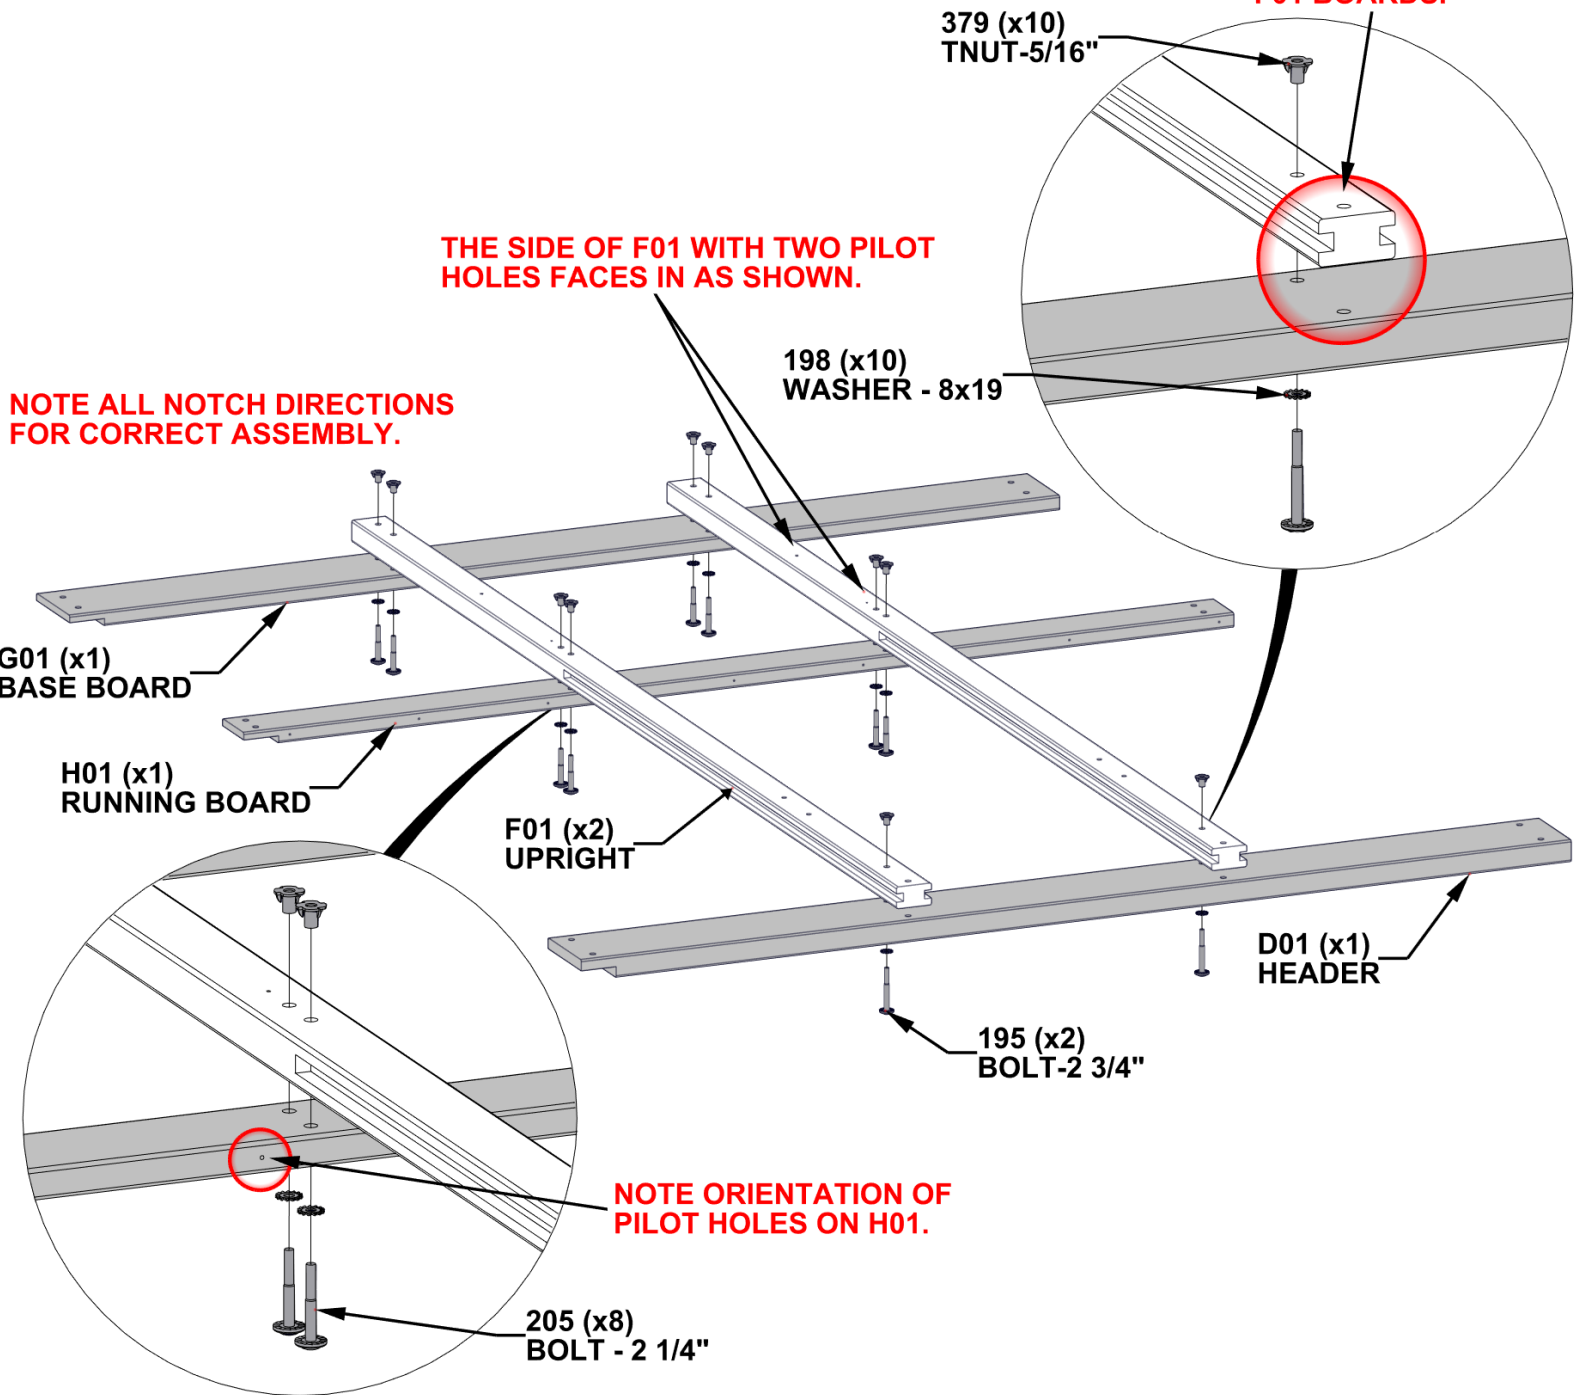 379 (x10)
TNUT-5/16"
THE SIDE OF F01 WITH TWO PILOT
HOLES FACES IN AS SHOWN.
198 (x10)
WASHER - 8x19
NOTE ALL NOTCH DIRECTIONS
FOR CORRECT ASSEMBLY.
G01 (x1)
BASE BOARD
H01 (x1)
RUNNING BOARD
F01 (x2)
UPRIGHT
D01 (x1)
HEADER
195 (x2)
BOLT-2 3/4"
NOTE ORIENTATION OF
PILOT HOLES ON H01.
205 (x8)
BOLT - 2 1/4"